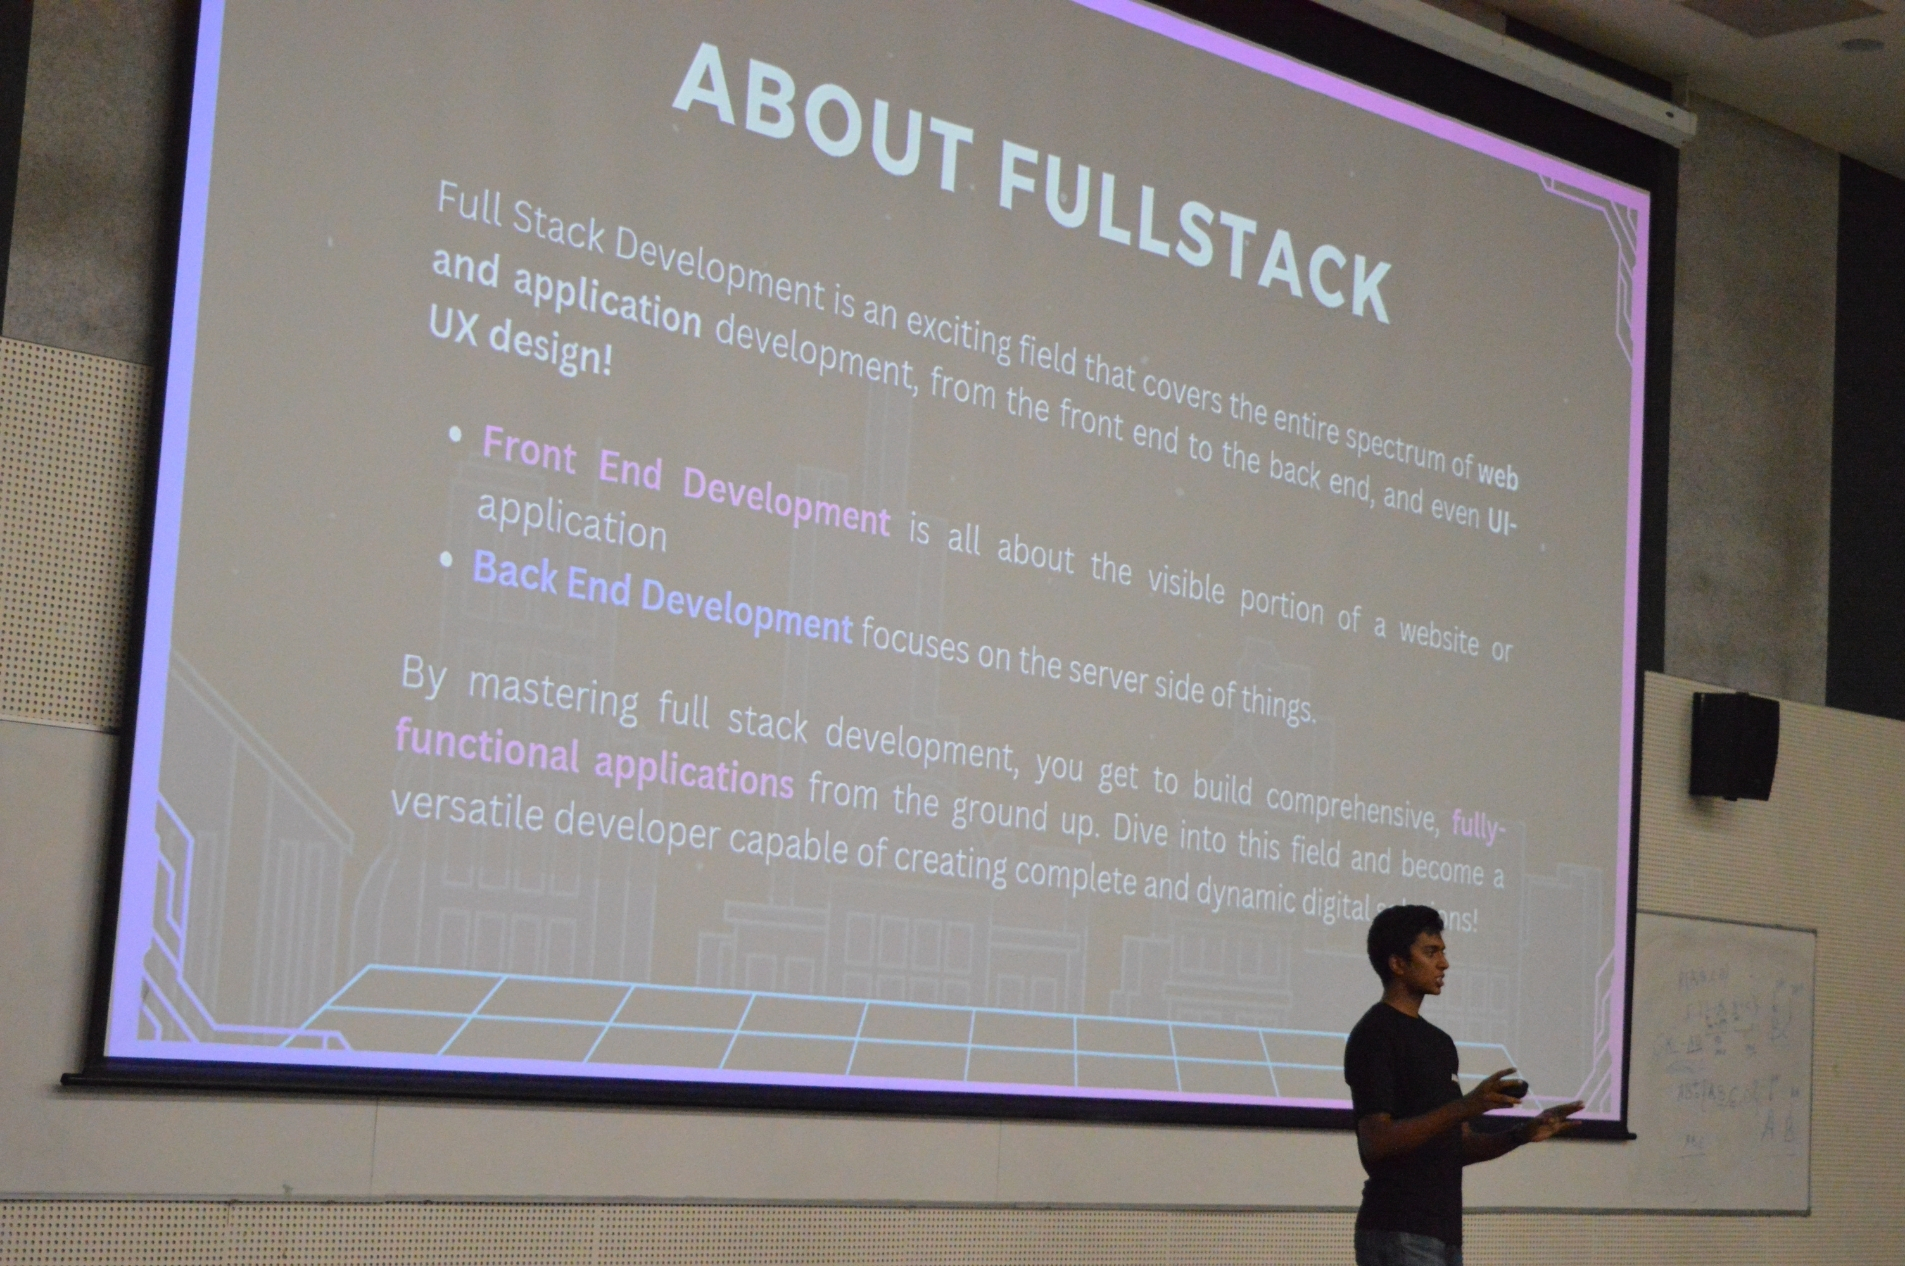 ABOUT FULLSTACK
Full Stack Development is an exciting field that covers the entire spectrum of web
and application development, from the front end to the back end, and even UI-
UX design!
• Front End Development is all about the visible portion of a website or
application
• Back End Development focuses on the server side of things.
By mastering full stack development, you get to build comprehensive, fully-
functional applications from the ground up. Dive into this field and become a
versatile developer capable of creating complete and dynamic digital